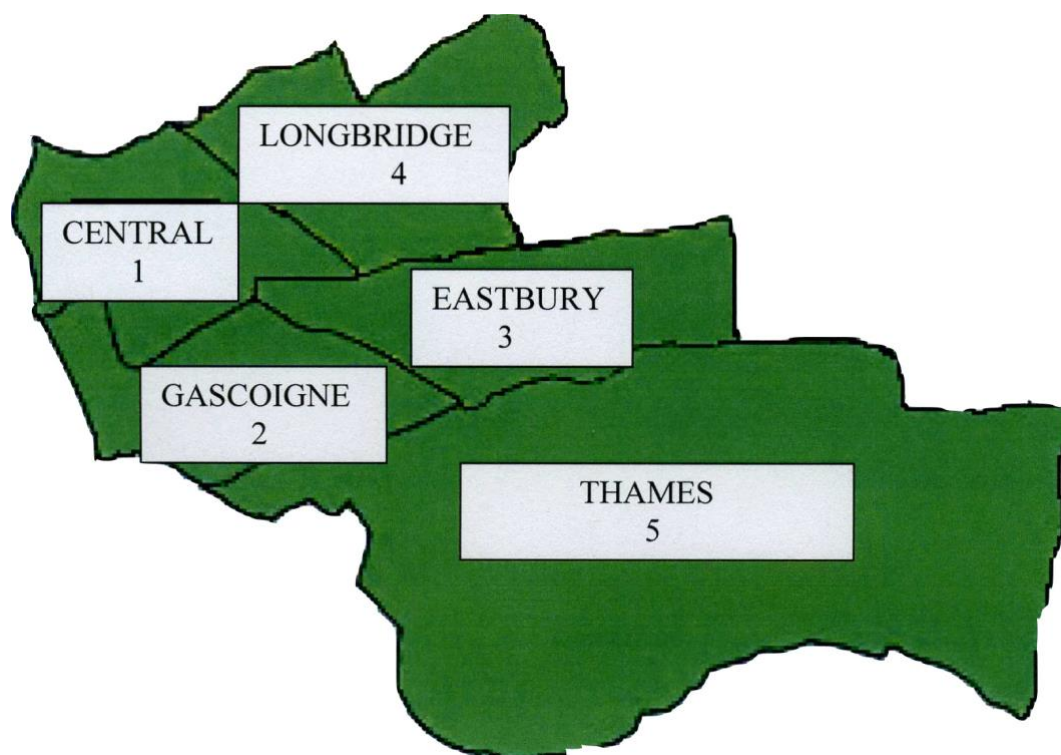 LONGBRIDGE
4
CENTRAL
1
EASTBURY
3
GASCOIGNE
2
THAMES
5